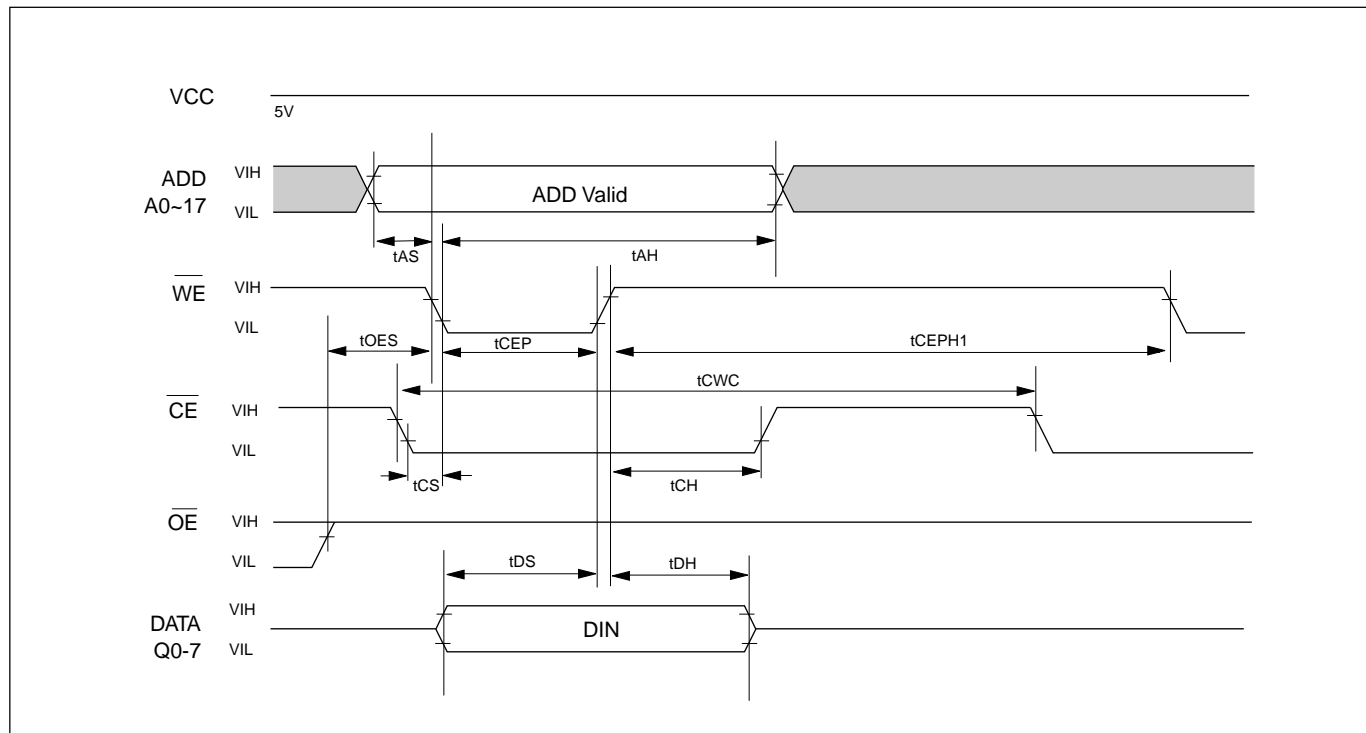 VCC
5V
ADD
A0~17
VIH
VIL
ADD Valid
tAS
tAH
WE
VIH
VIL
tOES
tCEP
tCEPH1
tCWC
CE
VIH
VIL
tCS
tCH
OE
VIH
VIL
tDS
tDH
DATA
Q0-7
VIH
VIL
DIN